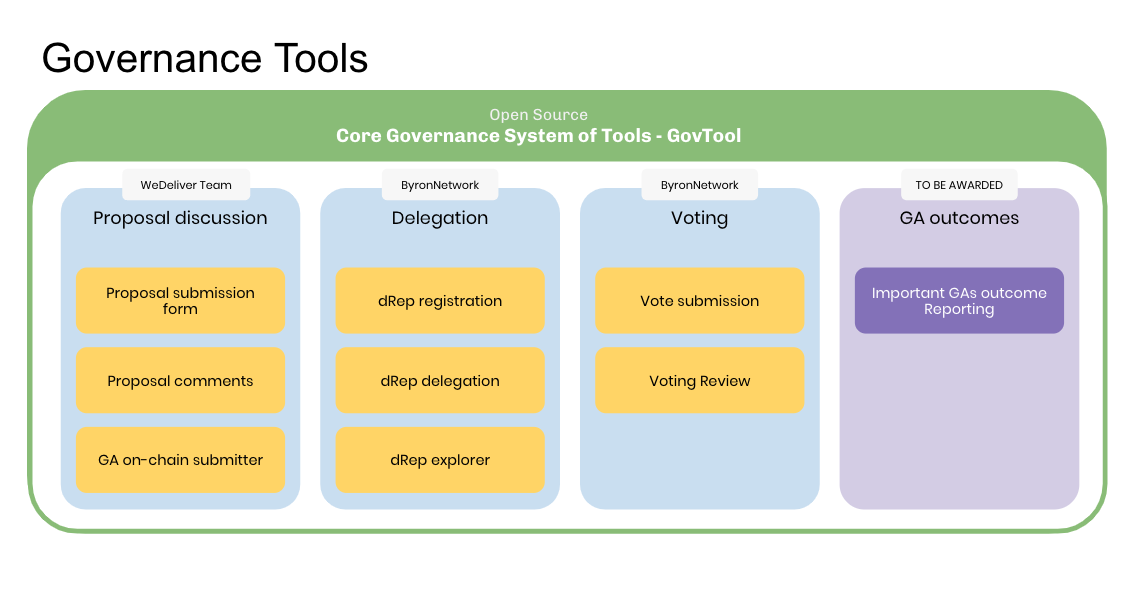 Governance Tools
Open Source
Core Governance System of Tools - GovTool
WeDeliver Team
Proposal discussion
Proposal submission
form
Proposal comments
GA on-chain submitter
ByronNetwork
Delegation
dRep registration
dRep delegation
dRep explorer
ByronNetwork
Voting
Vote submission
Voting Review
TO BE AWARDED
GA outcomes
Important GAs outcome
Reporting